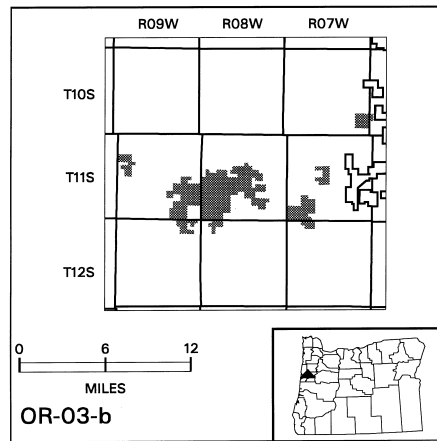 R09W R08W R07W
T10S
T11S
T12S
0 6 12
MILES
OR-03-b